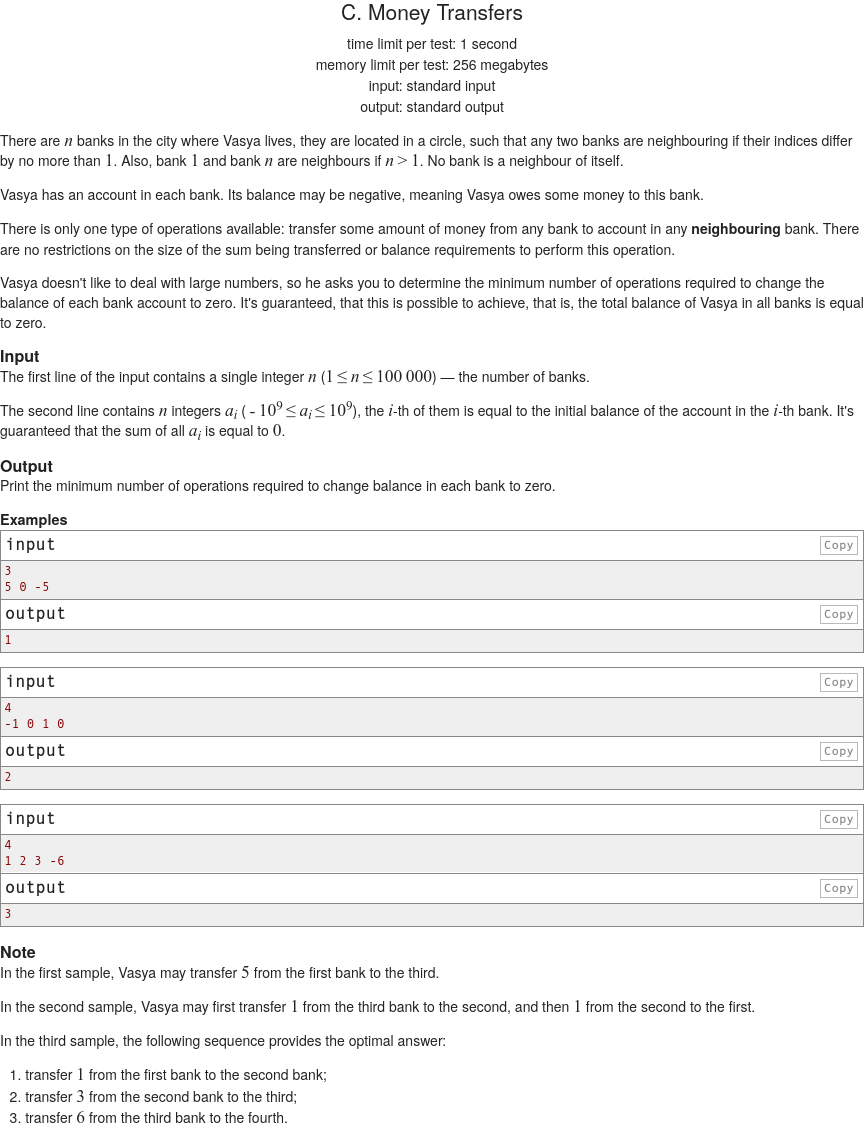 C. Money Transfers
time limit per test: 1 second
memory limit per test: 256 megabytes
input: standard input
output: standard output
There are n banks in the city where Vasya lives, they are located in a circle, such that any two banks are neighbouring if their indices differ
by no more than 1. Also, bank 1 and bank n are neighbours if n > 1. No bank is a neighbour of itself.
Vasya has an account in each bank. Its balance may be negative, meaning Vasya owes some money to this bank.
There is only one type of operations available: transfer some amount of money from any bank to account in any neighbouring bank. There
are no restrictions on the size of the sum being transferred or balance requirements to perform this operation.
Vasya doesn't like to deal with large numbers, so he asks you to determine the minimum number of operations required to change the
balance of each bank account to zero. It's guaranteed, that this is possible to achieve, that is, the total balance of Vasya in all banks is equal
to zero.
Input
The first line of the input contains a single integer n (1 ≤ n ≤ 100 000) — the number of banks.
The second line contains n integers a_i ( - 10^9 ≤ a_i ≤ 10^9), the i-th of them is equal to the initial balance of the account in the i-th bank. It's
guaranteed that the sum of all a_i is equal to 0.
Output
Print the minimum number of operations required to change balance in each bank to zero.
Examples
input Copy
3
5 0 -5
output Copy
1
input Copy
4
-1 0 1 0
output Copy
2
input Copy
4
1 2 3 -6
output Copy
3
Note
In the first sample, Vasya may transfer 5 from the first bank to the third.
In the second sample, Vasya may first transfer 1 from the third bank to the second, and then 1 from the second to the first.
In the third sample, the following sequence provides the optimal answer:
1. transfer 1 from the first bank to the second bank;
2. transfer 3 from the second bank to the third;
3. transfer 6 from the third bank to the fourth.